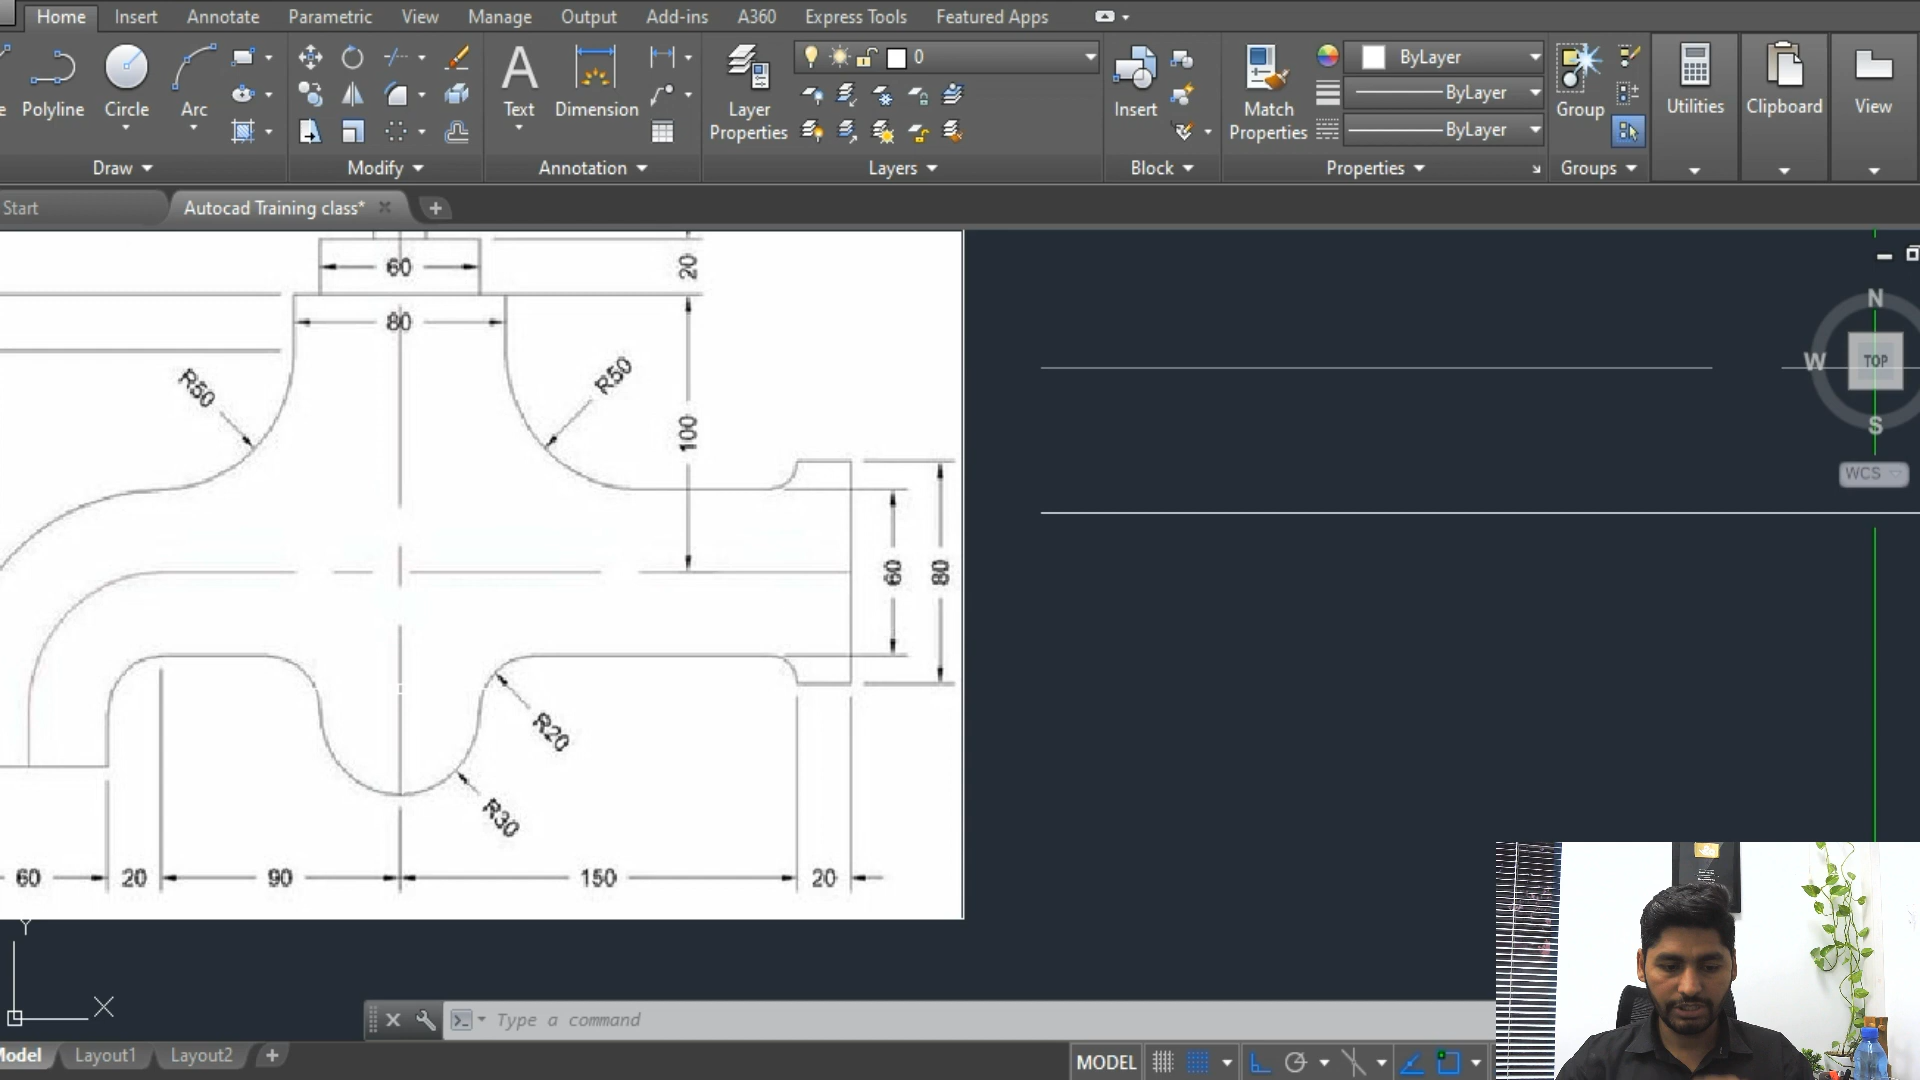 Home Insert Annotate Parametric View Manage Output Add-ins A360 Express Tools Featured Apps
Polyline Circle Arc
Text Dimension
Layer Properties
0
Insert
Match Properties
ByLayer
ByLayer
ByLayer
Group
Utilities Clipboard View
Draw Modify Annotation Layers Block Properties Groups
Start Autocad Training class*
60
20
80
R50
R50
100
60
80
R20
R30
60 20 90 150 20
N
W TOP
S
WCS
Y
X
Type a command
Model Layout1 Layout2
MODEL